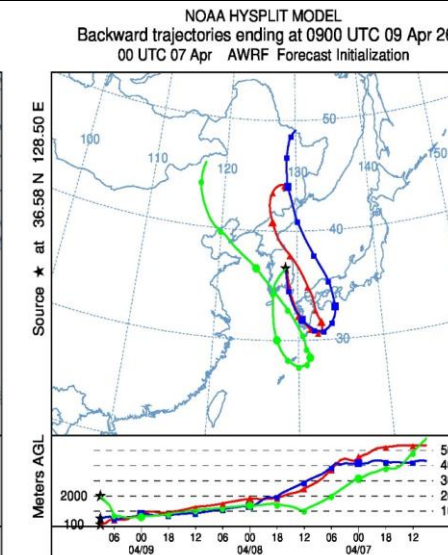 NOAA HYSPLIT MODEL
Backward trajectories ending at 0900 UTC 09 Apr 26
00 UTC 07 Apr AWRF Forecast Initialization
Source ★ at 36.58 N 128.50 E
100
110
120
130
140
150
50
40
30
Meters AGL
2000
100
06 00 18 12 06 00 18 12 06 00 18 12
04/09 04/08 04/07